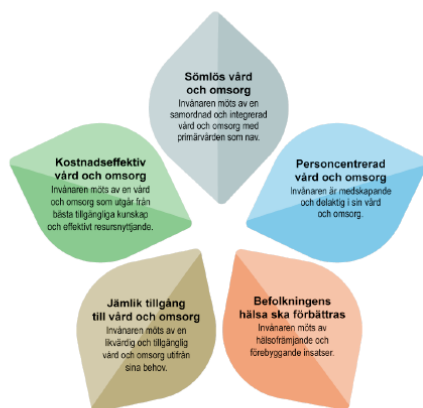 Sömlös vård
och omsorg
Invånaren möts av en
samordnad och integrerad
vård och omsorg med
primärvården som nav.
Kostnadseffektiv
vård och omsorg
Invånaren möts av en vård
och omsorg som utgår från
bästa tillgängliga kunskap
och effektivt resursnyttjande.
Personcentrerad
vård och omsorg
Invånaren är medskapande
och delaktig i sin vård
och omsorg.
Jämlik tillgång
till vård och omsorg
Invånaren möts av en
likvärdig och tillgänglig
vård och omsorg utifrån
sina behov.
Befolkningens
hälsa ska förbättras
Invånaren möts av
hälsofrämjande och
förebyggande insatser.